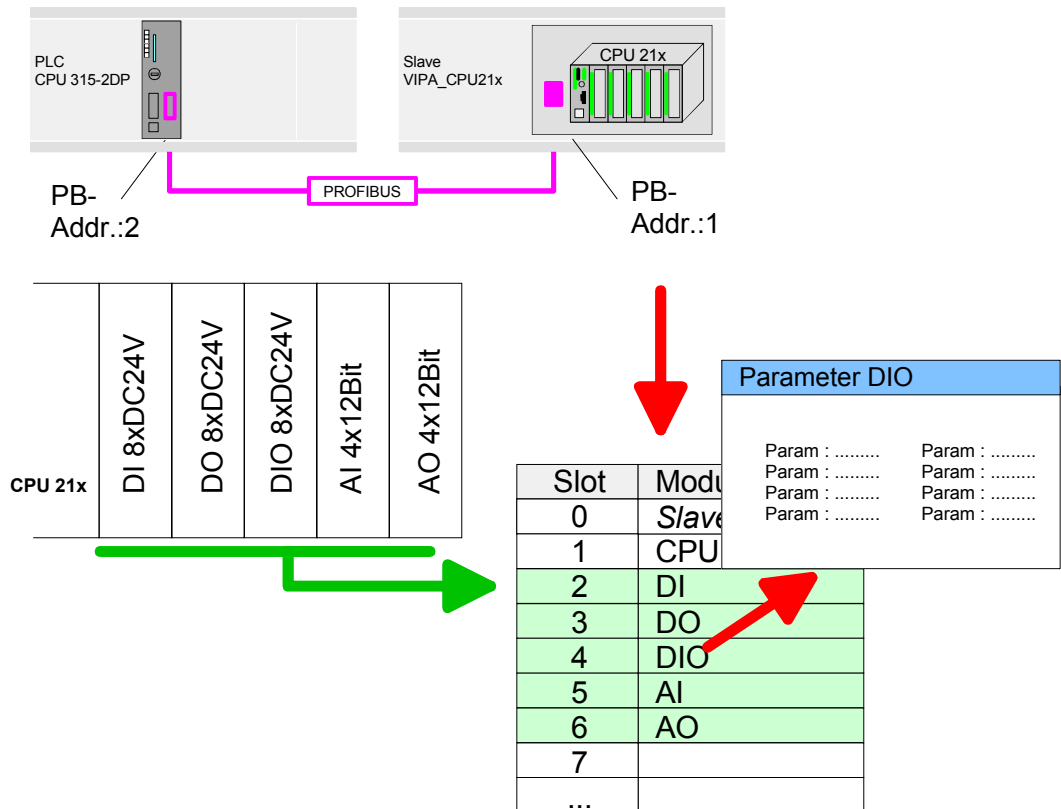 PLC
CPU 315-2DP
Slave
VIPA_CPU21x
CPU 21x
PROFIBUS
PB-
Addr.:2
PB-
Addr.:1
CPU 21x
DI 8xDC24V
DO 8xDC24V
DIO 8xDC24V
AI 4x12Bit
AO 4x12Bit
Parameter DIO
Param : ......... Param : .........
Param : ......... Param : .........
Param : ......... Param : .........
Param : ......... Param : .........
Slot Modu
0 Slave
1 CPU
2 DI
3 DO
4 DIO
5 AI
6 AO
7
...